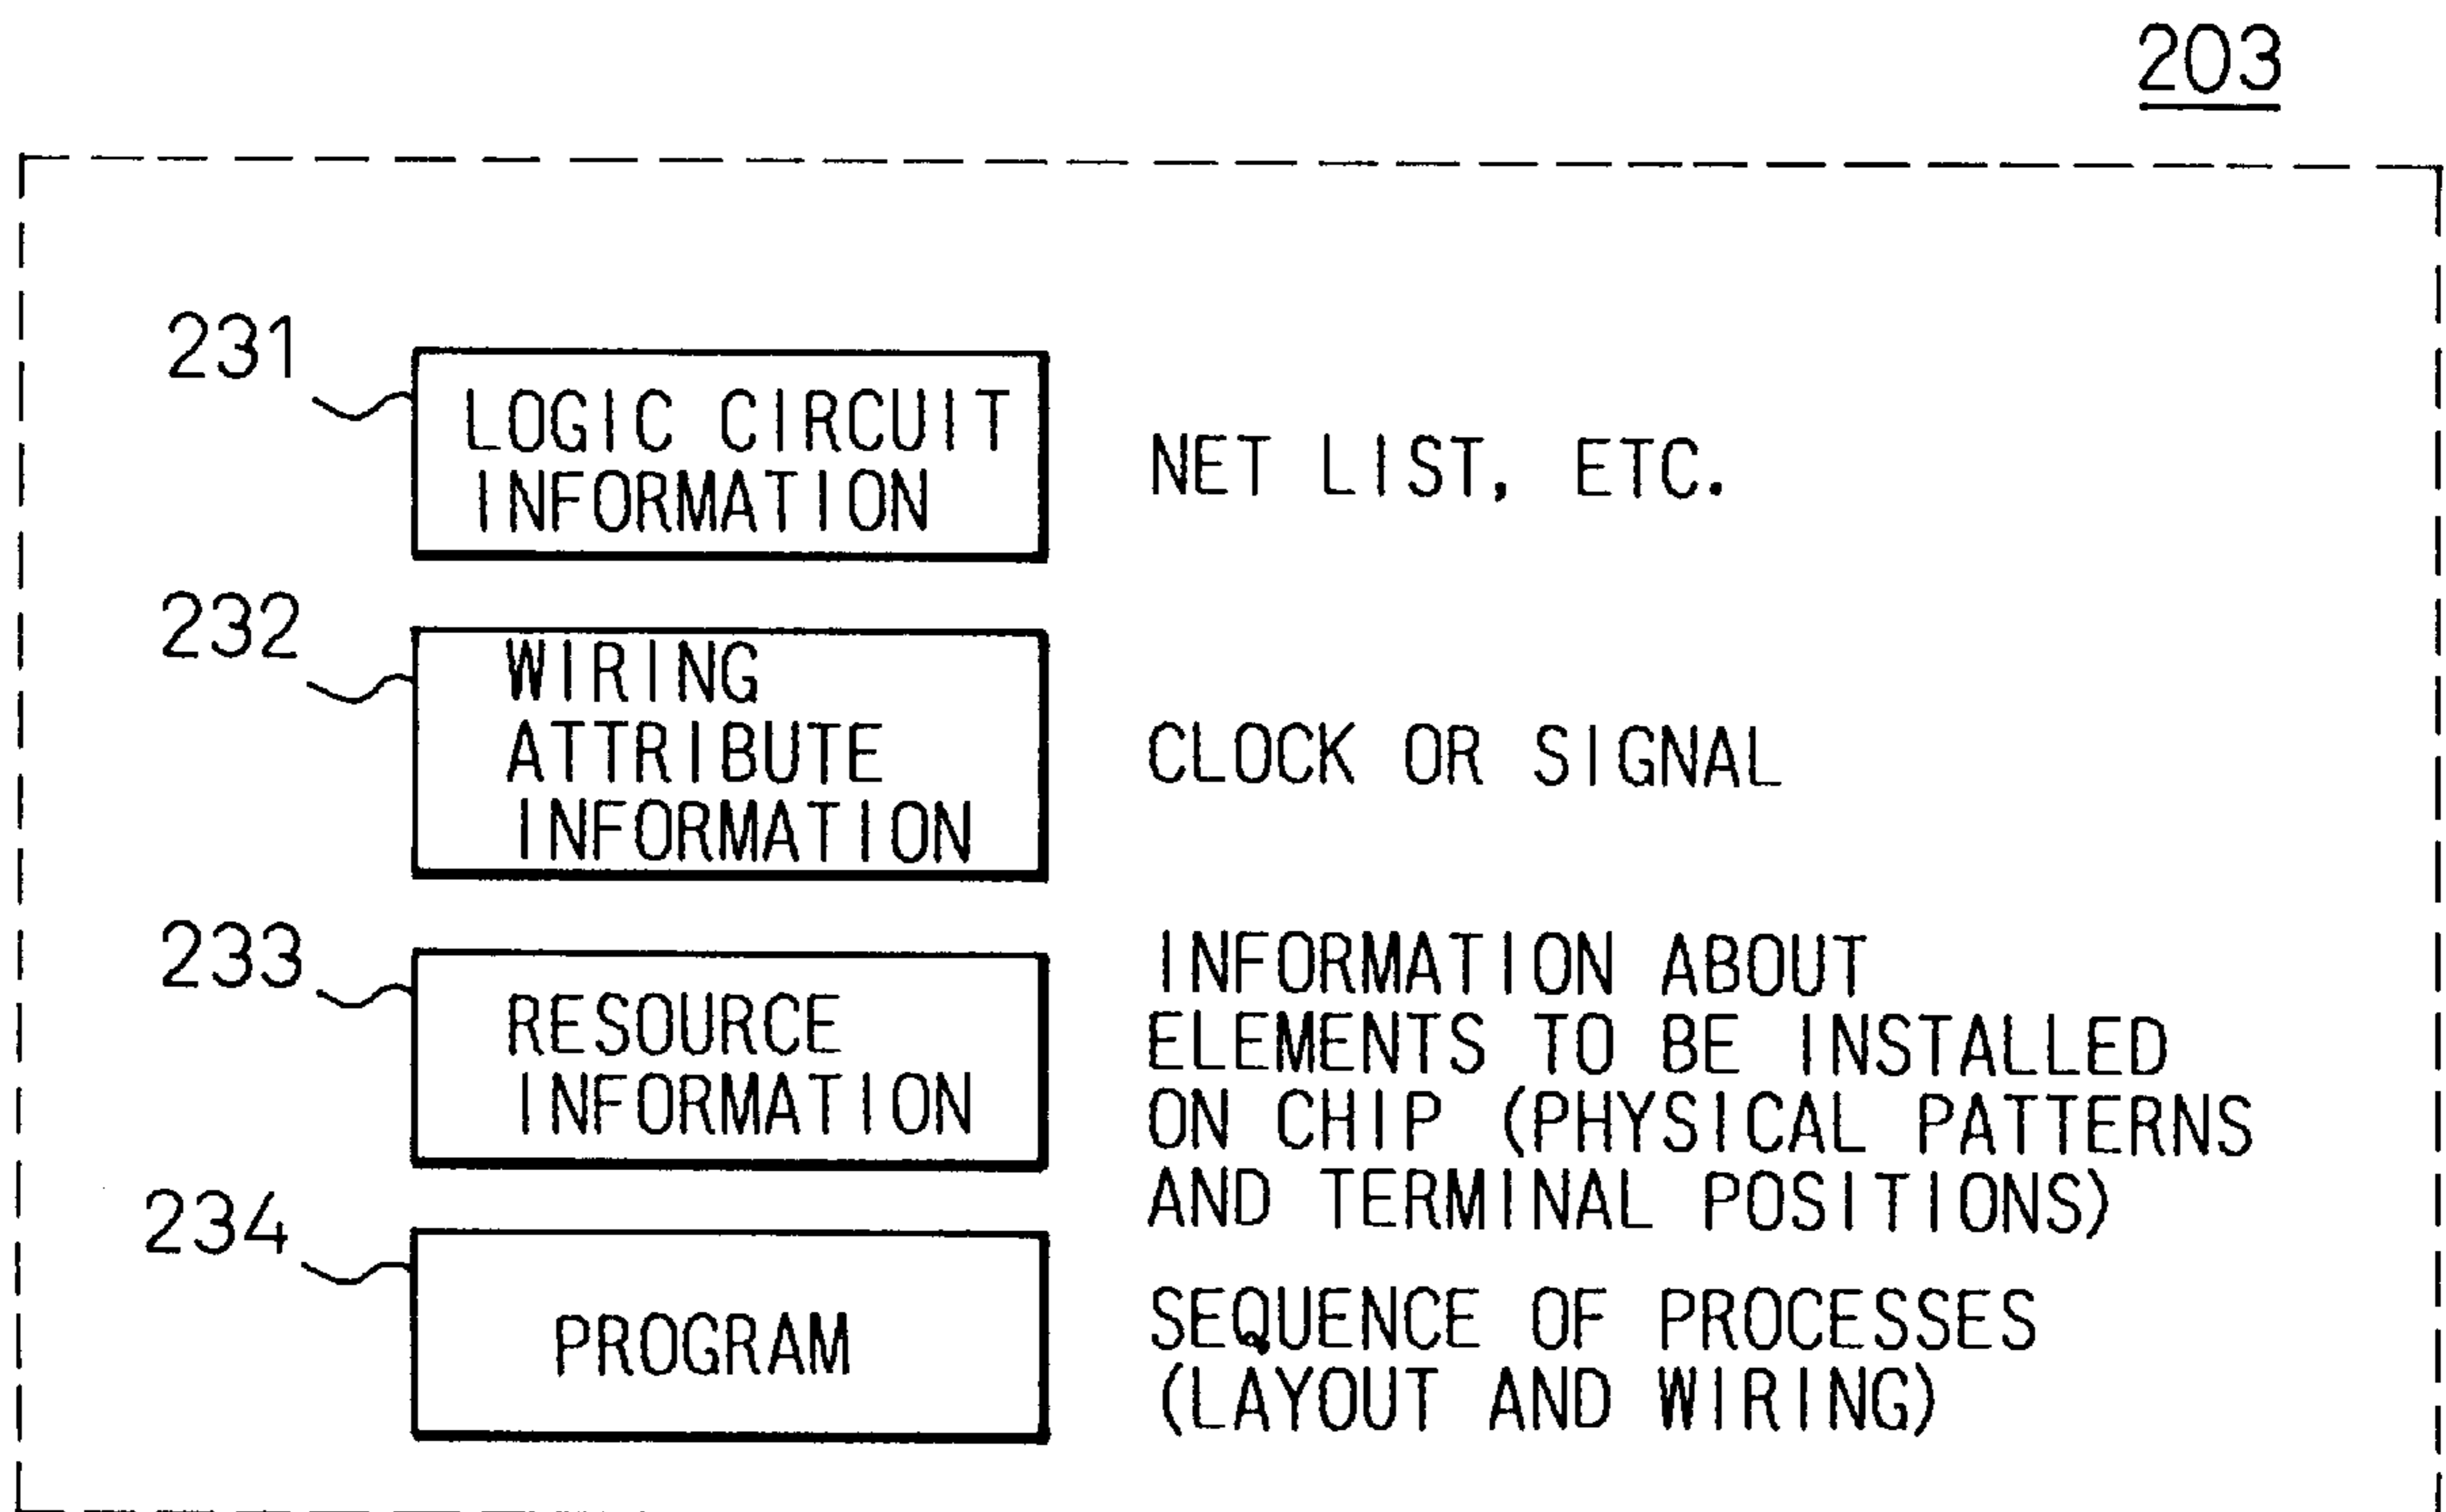 203
231
LOGIC CIRCUIT
INFORMATION
NET LIST, ETC.
232
WIRING
ATTRIBUTE
INFORMATION
CLOCK OR SIGNAL
233
RESOURCE
INFORMATION
INFORMATION ABOUT
ELEMENTS TO BE INSTALLED
ON CHIP (PHYSICAL PATTERNS
AND TERMINAL POSITIONS)
234
PROGRAM
SEQUENCE OF PROCESSES
(LAYOUT AND WIRING)